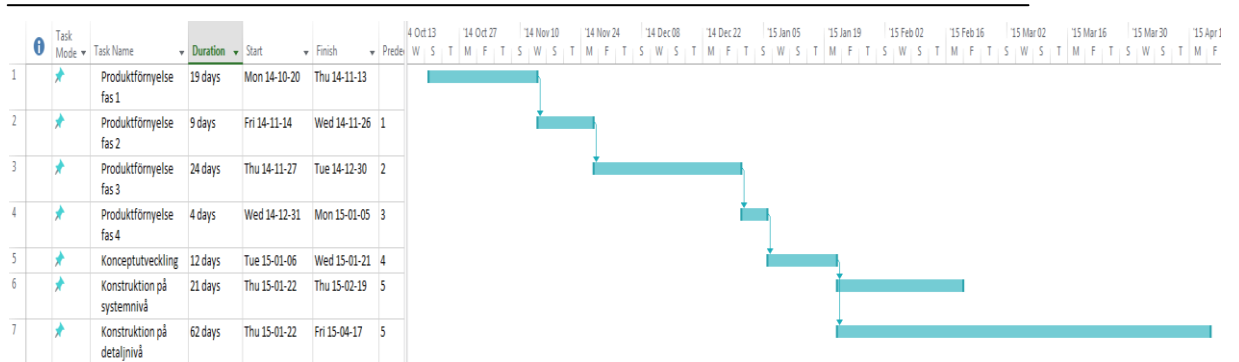 Task
Mode Task Name Duration Start Finish Prede
4 Oct 13 '14 Oct 27 '14 Nov 10 '14 Nov 24 '14 Dec 08 '14 Dec 22 '15 Jan 05 '15 Jan 19 '15 Feb 02 '15 Feb 16 '15 Mar 02 '15 Mar 16 '15 Mar 30 '15 Apr 1
W S T M F T S W S T M F T S W S T M F T S W S T M F T S W S T M F T S W S T M F
1 Produktförnyelse 19 days Mon 14-10-20 Thu 14-11-13
fas 1
2 Produktförnyelse 9 days Fri 14-11-14 Wed 14-11-26 1
fas 2
3 Produktförnyelse 24 days Thu 14-11-27 Tue 14-12-30 2
fas 3
4 Produktförnyelse 4 days Wed 14-12-31 Mon 15-01-05 3
fas 4
5 Konceptutveckling 12 days Tue 15-01-06 Wed 15-01-21 4
6 Konstruktion på 21 days Thu 15-01-22 Thu 15-02-19 5
systemnivå
7 Konstruktion på 62 days Thu 15-01-22 Fri 15-04-17 5
detaljnivå